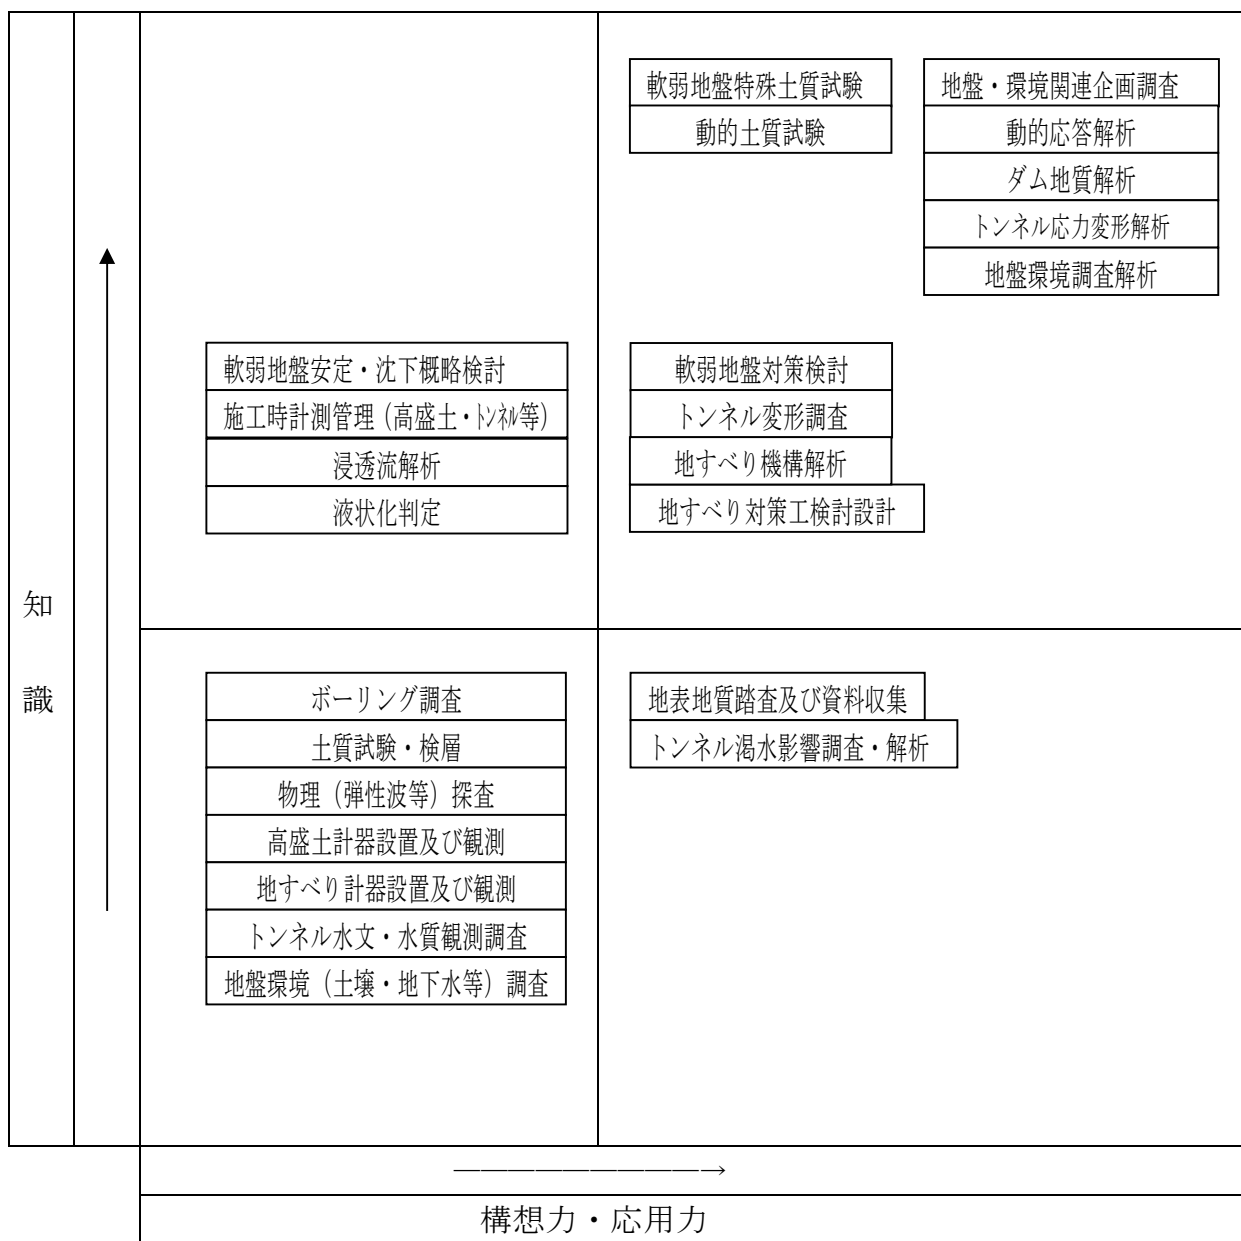 軟弱地盤特殊土質試験
動的土質試験
地盤・環境関連企画調査
動的応答解析
ダム地質解析
トンネル応力変形解析
地盤環境調査解析
軟弱地盤安定・沈下概略検討
施工時計測管理（高盛土・トンネル等）
浸透流解析
液状化判定
軟弱地盤対策検討
トンネル変形調査
地すべり機構解析
地すべり対策工検討設計
知
識
ボーリング調査
土質試験・検層
物理（弾性波等）探査
高盛土計器設置及び観測
地すべり計器設置及び観測
トンネル水文・水質観測調査
地盤環境（土壌・地下水等）調査
地表地質踏査及び資料収集
トンネル渇水影響調査・解析
構想力・応用力